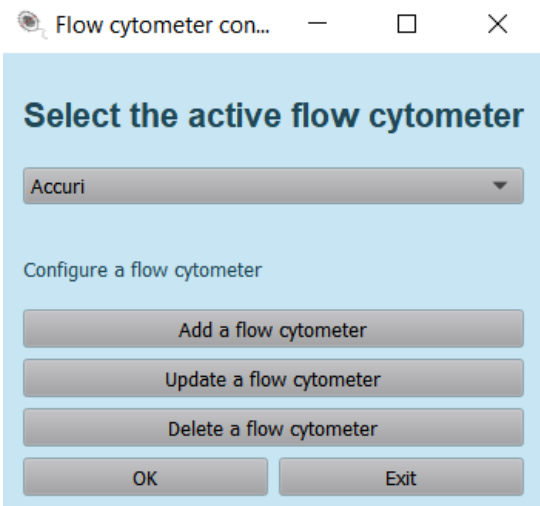 Flow cytometer con...
Select the active flow cytometer
Accuri
Configure a flow cytometer
Add a flow cytometer
Update a flow cytometer
Delete a flow cytometer
OK Exit